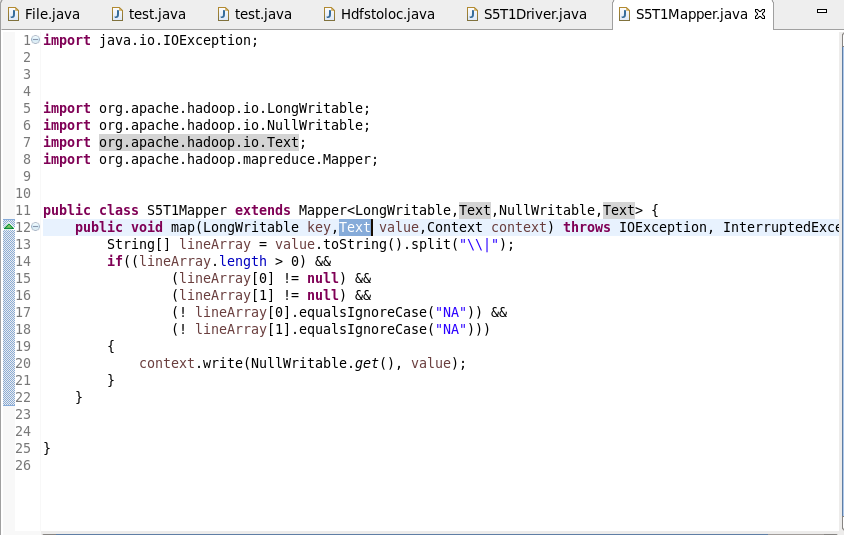 File.java test.java test.java Hdfstoloc.java S5T1Driver.java S5T1Mapper.java
1 import java.io.IOException;
2
3
4
5 import org.apache.hadoop.io.LongWritable;
6 import org.apache.hadoop.io.NullWritable;
7 import org.apache.hadoop.io.Text;
8 import org.apache.hadoop.mapreduce.Mapper;
9
10
11 public class S5T1Mapper extends Mapper<LongWritable,Text,NullWritable,Text> {
12 public void map(LongWritable key,Text value,Context context) throws IOException, InterruptedExce
13 String[] lineArray = value.toString().split("\\|");
14 if((lineArray.length > 0) &&
15 (lineArray[0] != null) &&
16 (lineArray[1] != null) &&
17 (! lineArray[0].equalsIgnoreCase("NA")) &&
18 (! lineArray[1].equalsIgnoreCase("NA")))
19 {
20 context.write(NullWritable.get(), value);
21 }
22 }
23
24
25 }
26